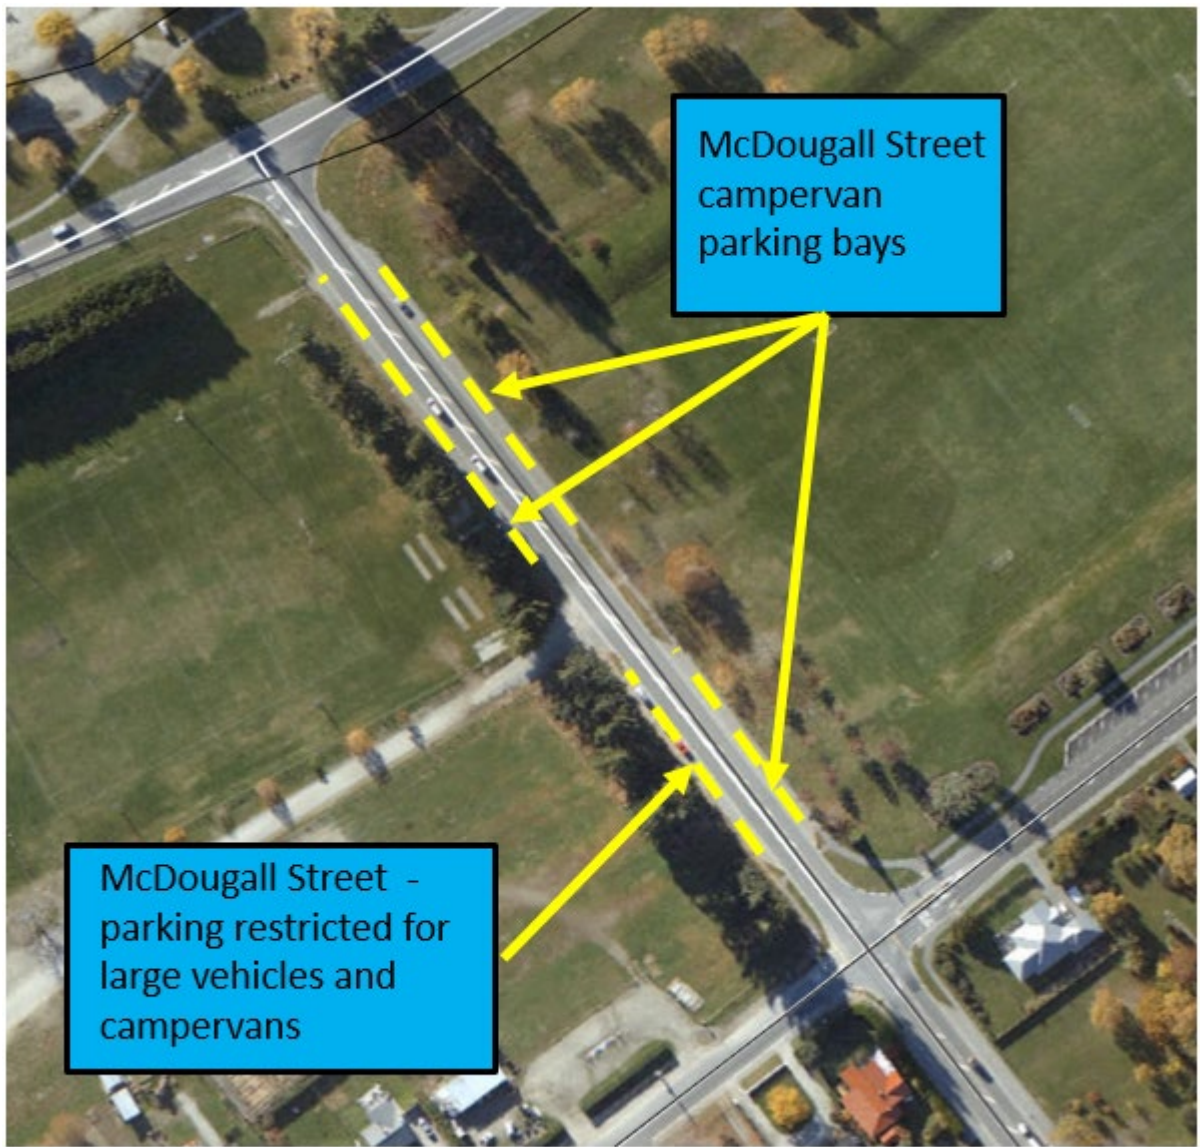 McDougall Street
campervan
parking bays
McDougall Street -
parking restricted for
large vehicles and
campervans